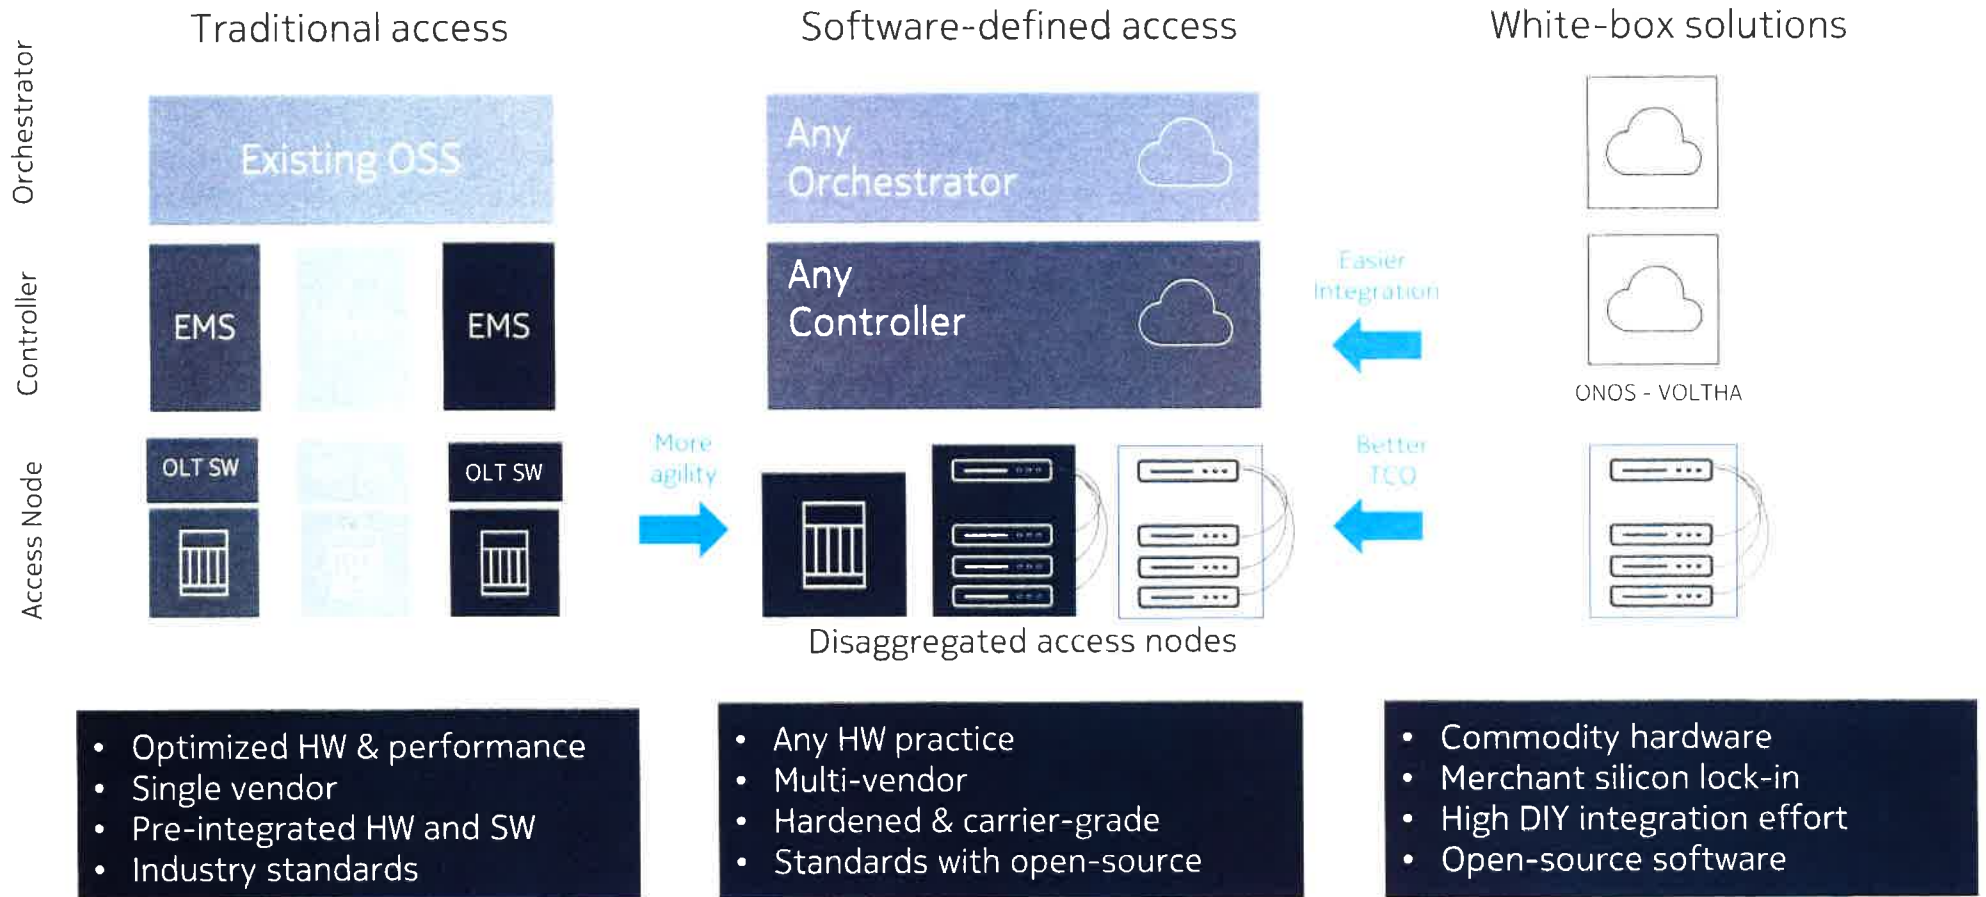 Traditional access
Software-defined access
White-box solutions
Orchestrator
Existing OSS
Any
Orchestrator
Controller
EMS
EMS
Any
Controller
Easier
Integration
ONOS - VOLTHA
Access Node
OLT SW
OLT SW
More
agility
Better
TCO
Disaggregated access nodes
• Optimized HW & performance
• Single vendor
• Pre-integrated HW and SW
• Industry standards
• Any HW practice
• Multi-vendor
• Hardened & carrier-grade
• Standards with open-source
• Commodity hardware
• Merchant silicon lock-in
• High DIY integration effort
• Open-source software